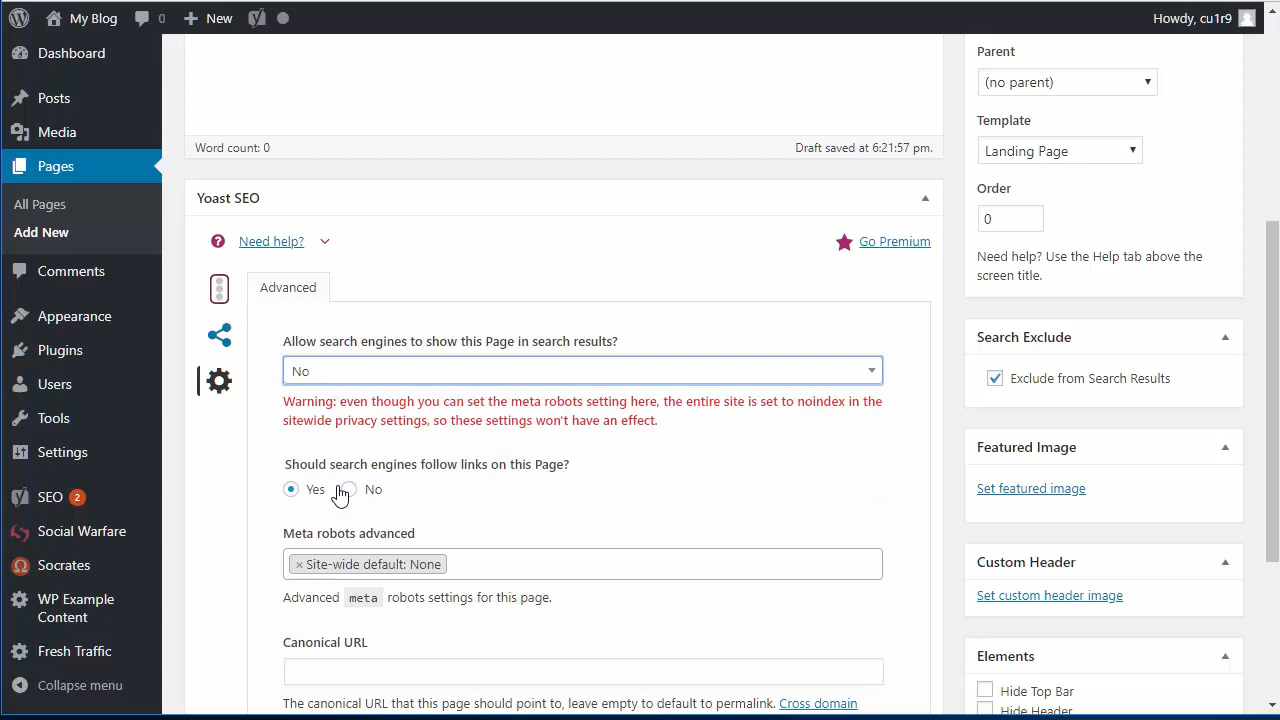 My Blog
0
New
Howdy, cu1r9
Dashboard
Posts
Media
Pages
All Pages
Add New
Comments
Appearance
Plugins
Users
Tools
Settings
SEO 2
Social Warfare
Socrates
WP Example
Content
Fresh Traffic
Collapse menu
Word count: 0
Draft saved at 6:21:57 pm.
Yoast SEO
? Need help?
Go Premium
Advanced
Allow search engines to show this Page in search results?
No
Warning: even though you can set the meta robots setting here, the entire site is set to noindex in the
sitewide privacy settings, so these settings won't have an effect.
Should search engines follow links on this Page?
Yes No
Meta robots advanced
× Site-wide default: None
Advanced meta robots settings for this page.
Canonical URL
The canonical URL that this page should point to, leave empty to default to permalink. Cross domain
Parent
(no parent)
Template
Landing Page
Order
0
Need help? Use the Help tab above the
screen title.
Search Exclude
Exclude from Search Results
Featured Image
Set featured image
Custom Header
Set custom header image
Elements
Hide Top Bar
Hide Header